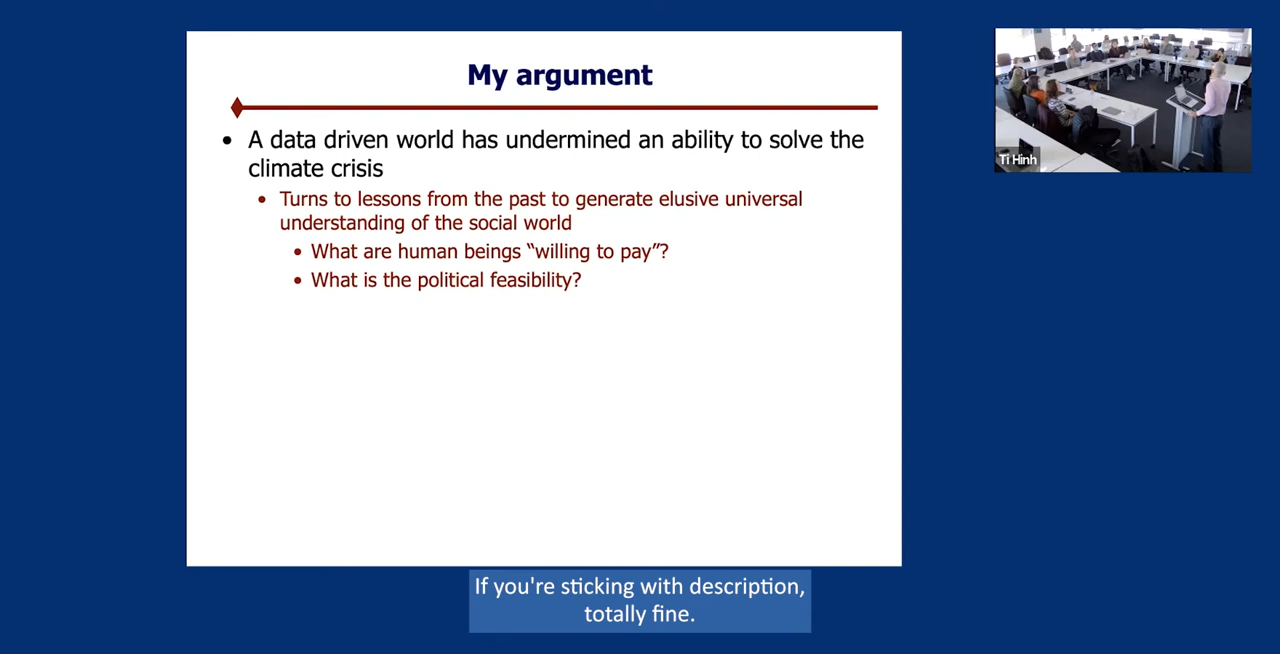 My argument
• A data driven world has undermined an ability to solve the
climate crisis
• Turns to lessons from the past to generate elusive universal
understanding of the social world
• What are human beings “willing to pay”?
• What is the political feasibility?
Ti Hinh
If you're sticking with description,
totally fine.